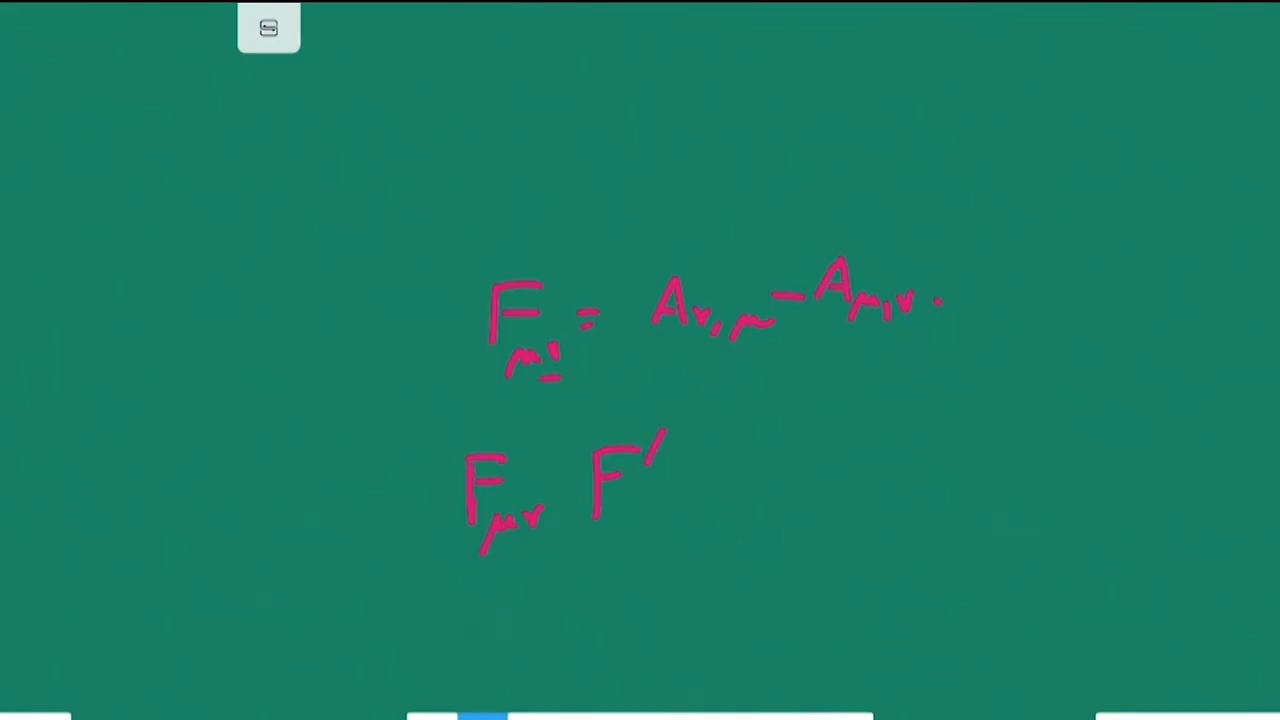 F_μν = A_ν,μ - A_μ,ν .
F_μν F